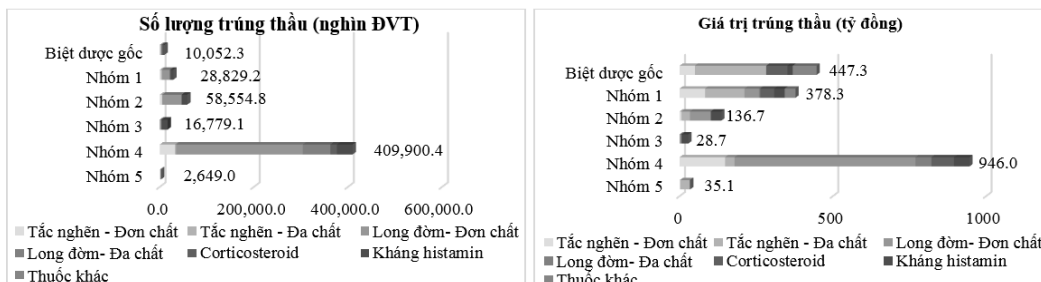 Số lượng trúng thầu (nghìn ĐVT)
Biệt dược gốc 10,052.3
Nhóm 1 28,829.2
Nhóm 2 58,554.8
Nhóm 3 16,779.1
Nhóm 4 409,900.4
Nhóm 5 2,649.0
0.0 200,000.0 400,000.0 600,000.0
Tắc nghẽn - Đơn chất Tắc nghẽn - Đa chất Long đờm- Đơn chất
Long đờm- Đa chất Corticosteroid Kháng histamin
Thuốc khác
Giá trị trúng thầu (tỷ đồng)
Biệt dược gốc 447.3
Nhóm 1 378.3
Nhóm 2 136.7
Nhóm 3 28.7
Nhóm 4 946.0
Nhóm 5 35.1
0 500 1000
Tắc nghẽn - Đơn chất Tắc nghẽn - Đa chất Long đờm- Đơn chất
Long đờm- Đa chất Corticosteroid Kháng histamin
Thuốc khác